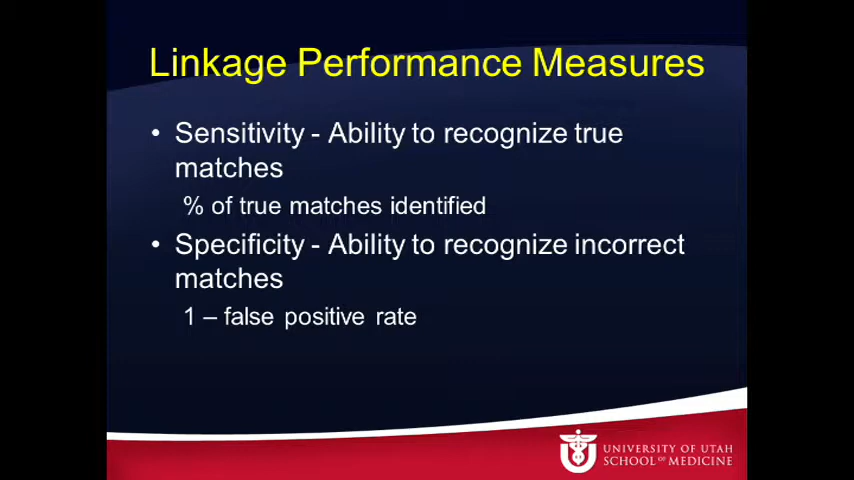 Linkage Performance Measures
• Sensitivity - Ability to recognize true
matches
% of true matches identified
• Specificity - Ability to recognize incorrect
matches
1 – false positive rate
UNIVERSITY OF UTAH
SCHOOL OF MEDICINE